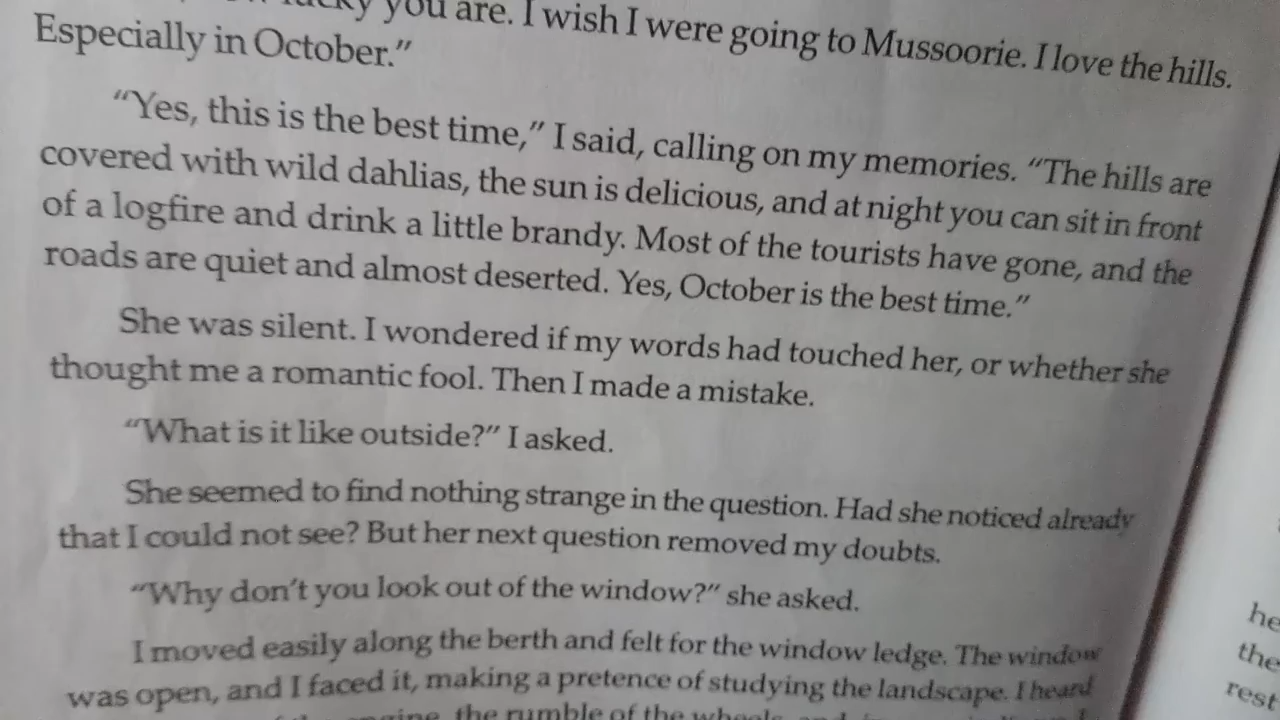 you are. I wish I were going to Mussoorie. I love the hills.
Especially in October.”
“Yes, this is the best time,” I said, calling on my memories. “The hills are
covered with wild dahlias, the sun is delicious, and at night you can sit in front
of a logfire and drink a little brandy. Most of the tourists have gone, and the
roads are quiet and almost deserted. Yes, October is the best time.”
She was silent. I wondered if my words had touched her, or whether she
thought me a romantic fool. Then I made a mistake.
“What is it like outside?” I asked.
She seemed to find nothing strange in the question. Had she noticed already
that I could not see? But her next question removed my doubts.
“Why don’t you look out of the window?” she asked.
I moved easily along the berth and felt for the window ledge. The window
was open, and I faced it, making a pretence of studying the landscape. I heard
the rumble of the wheels
he
the
rest